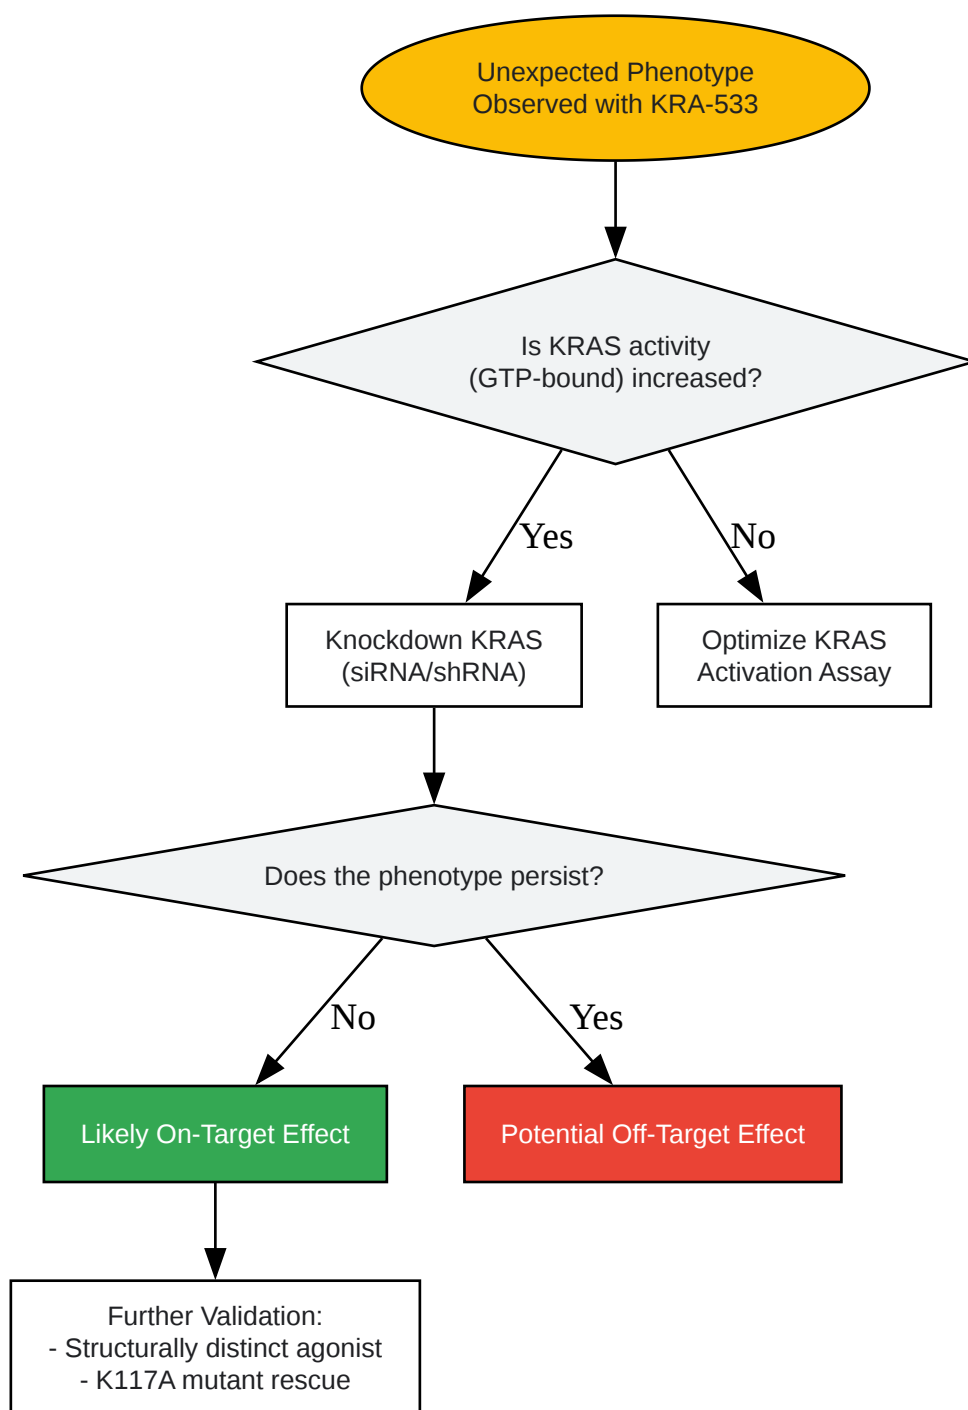 Unexpected Phenotype
Observed with KRA-533
Is KRAS activity
(GTP-bound) increased?
Yes
No
Knockdown KRAS
(siRNA/shRNA)
Optimize KRAS
Activation Assay
Does the phenotype persist?
No
Yes
Likely On-Target Effect
Potential Off-Target Effect
Further Validation:
- Structurally distinct agonist
- K117A mutant rescue